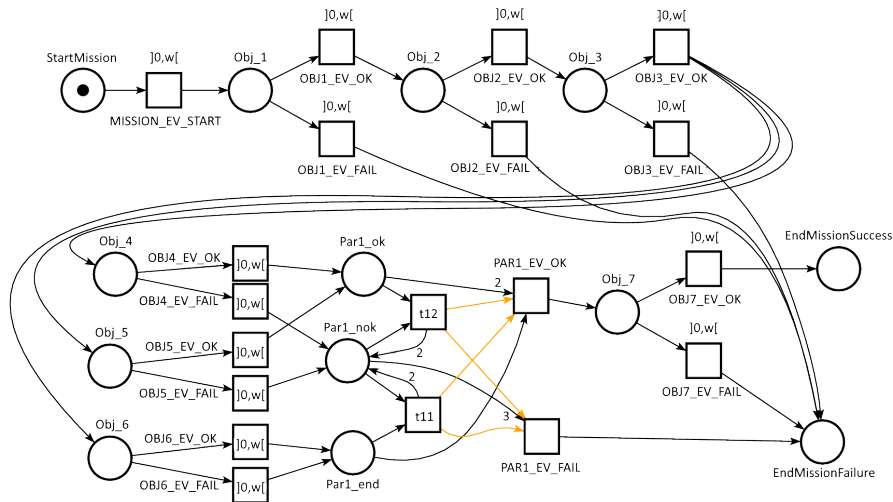 ]0,w[
]0,w[
]0,w[
StartMission
]0,w[
Obj_1
Obj_2
Obj_3
OBJ1_EV_OK
OBJ2_EV_OK
OBJ3_EV_OK
]0,w[
]0,w[
]0,w[
MISSION_EV_START
OBJ1_EV_FAIL
OBJ2_EV_FAIL
OBJ3_EV_FAIL
Obj_4
OBJ4_EV_OK
]0,w[
Par1_ok
PAR1_EV_OK
2
]0,w[
EndMissionSuccess
Obj_7
OBJ7_EV_OK
OBJ4_EV_FAIL
]0,w[
t12
Par1_nok
2
Obj_5
OBJ5_EV_OK
]0,w[
]0,w[
2
OBJ5_EV_FAIL
]0,w[
OBJ7_EV_FAIL
t11
3
Obj_6
OBJ6_EV_OK
]0,w[
OBJ6_EV_FAIL
]0,w[
Par1_end
PAR1_EV_FAIL
EndMissionFailure